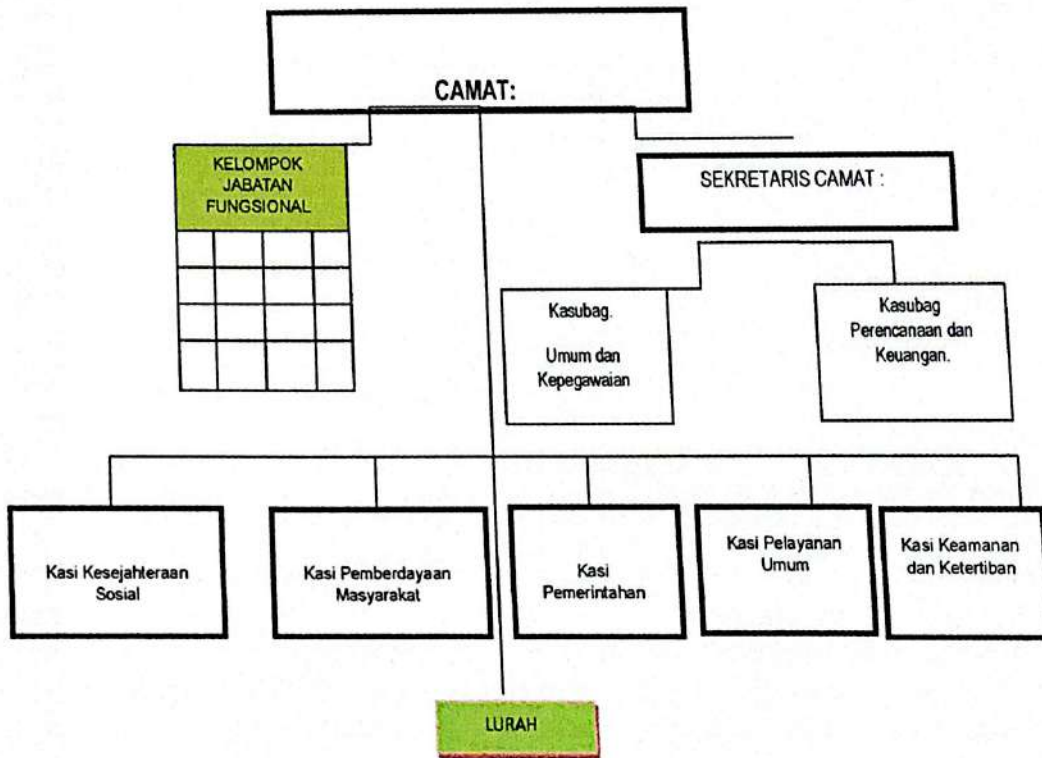 CAMAT:
KELOMPOK
JABATAN
FUNGSIONAL
SEKRETARIS CAMAT :
Kasubag.
Umum dan
Kepegawaian
Kasubag
Perencanaan dan
Keuangan.
Kasi Kesejahteraan
Sosial
Kasi Pemberdayaan
Masyarakat
Kasi
Pemerintahan
Kasi Pelayanan
Umum
Kasi Keamanan
dan Ketertiban
LURAH